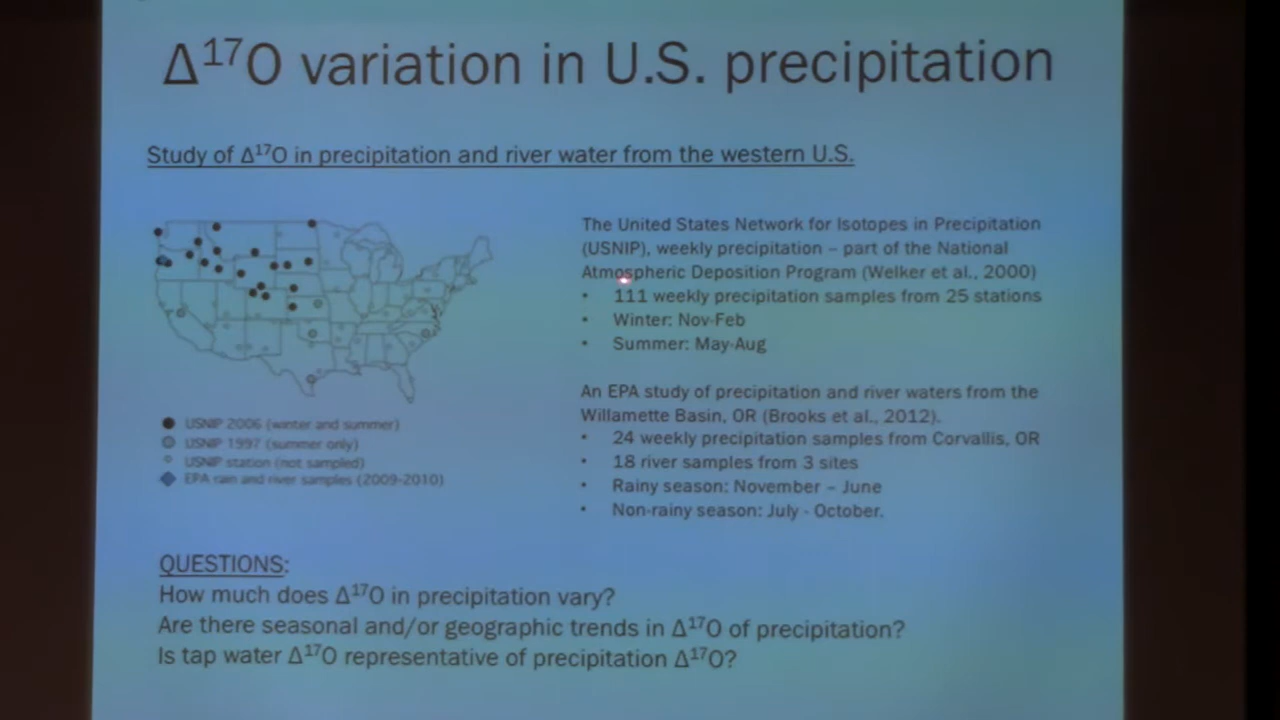 Δ¹⁷O variation in U.S. precipitation
Study of Δ¹⁷O in precipitation and river water from the western U.S.
The United States Network for Isotopes in Precipitation
(USNIP), weekly precipitation – part of the National
Atmospheric Deposition Program (Welker et al., 2000)
• 111 weekly precipitation samples from 25 stations
• Winter: Nov-Feb
• Summer: May-Aug
An EPA study of precipitation and river waters from the
Willamette Basin, OR (Brooks et al., 2012).
• 24 weekly precipitation samples from Corvallis, OR
• 18 river samples from 3 sites
• Rainy season: November – June
• Non-rainy season: July - October.
USNIP 2006 (winter and summer)
USNIP 1997 (summer only)
USNIP station (not sampled)
EPA rain and river samples (2009-2010)
QUESTIONS:
How much does Δ¹⁷O in precipitation vary?
Are there seasonal and/or geographic trends in Δ¹⁷O of precipitation?
Is tap water Δ¹⁷O representative of precipitation Δ¹⁷O?